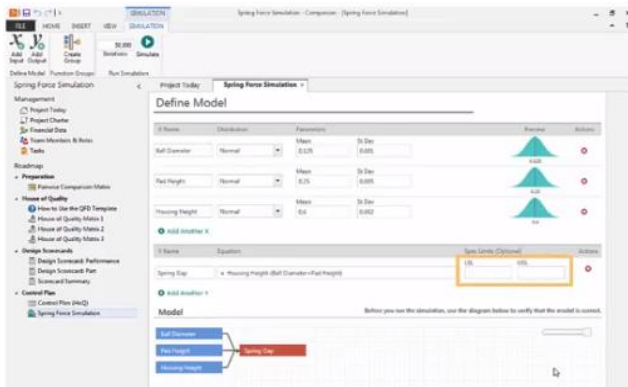 SIMULATION
Spring Force Simulation - Companion - [Spring Force Simulation]
FILE HOME INSERT VIEW SIMULATION
Add Input
Add Output
Create Group
50,000
Iterations
Simulate
Define Model Function Groups Run Simulation
Spring Force Simulation
Project Today Spring Force Simulation ×
Management
Project Today
Project Charter
Financial Data
Team Members & Roles
Tasks
Roadmap
Preparation
Pairwise Comparison Matrix
House of Quality
How to Use the QFD Template
House of Quality Matrix 1
House of Quality Matrix 2
House of Quality Matrix 3
Design Scorecards
Design Scorecard: Performance
Design Scorecard: Part
Scorecard Summary
Control Plan
Control Plan (HoQ)
Spring Force Simulation
Define Model
X Name Distribution Parameters Preview Actions
Mean St Dev
Ball Diameter Normal 0.125 0.001
0.125
Mean St Dev
Pad Height Normal 0.25 0.005
0.25
Mean St Dev
Housing Height Normal 0.6 0.002
0.6
Add Another X
Y Name Equation Spec Limits (Optional) Actions
LSL USL
Spring Gap = Housing Height-(Ball Diameter+Pad Height)
Add Another Y
Model
Before you run the simulation, use the diagram below to verify that the model is correct.
Ball Diameter
Pad Height
Spring Gap
Housing Height